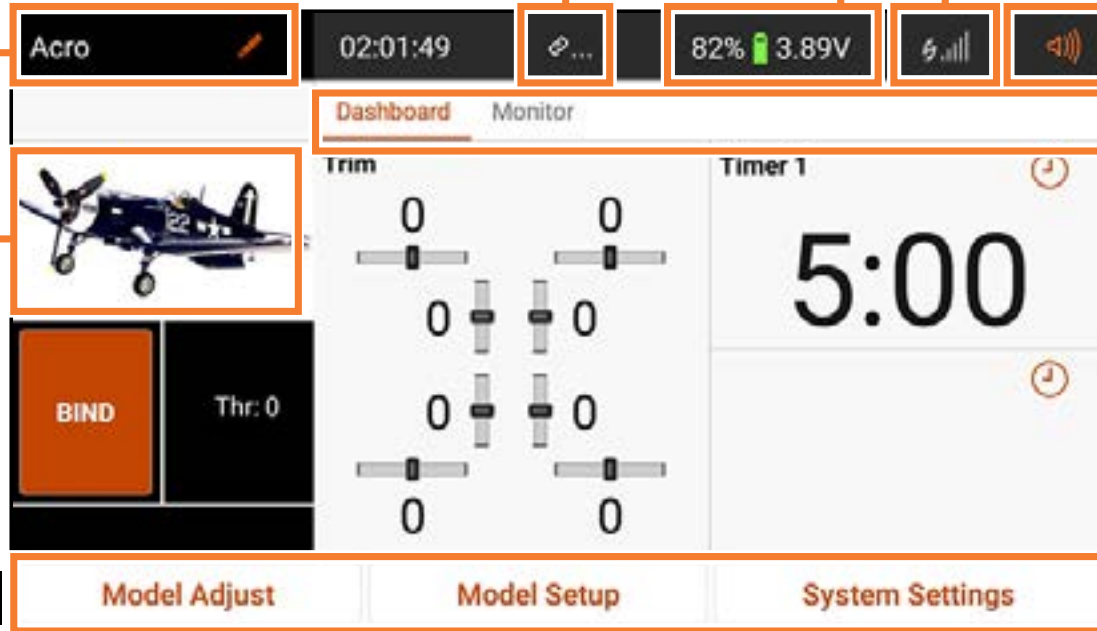 Acro
02:01:49
...
82% 3.89V
Dashboard Monitor
Trim
Timer 1
0 0
5:00
0 0
BIND
Thr: 0
0 0
0 0
Model Adjust
Model Setup
System Settings